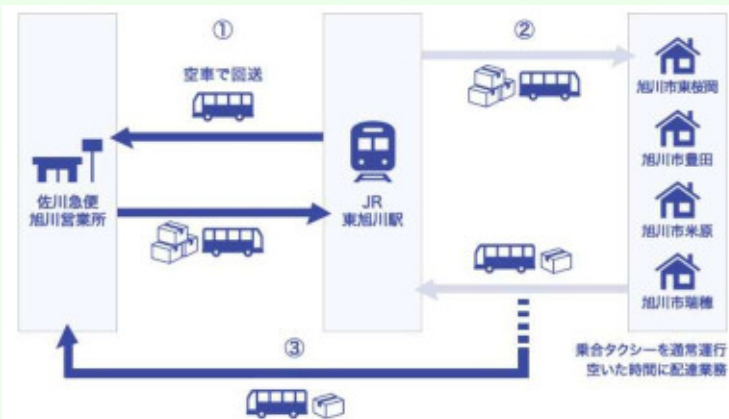 ①
空車で回送
佐川急便
旭川営業所
JR
東旭川駅
②
旭川市東桜岡
旭川市豊田
旭川市米原
旭川市瑞穂
③
乗合タクシーを通常運行
空いた時間に配達業務